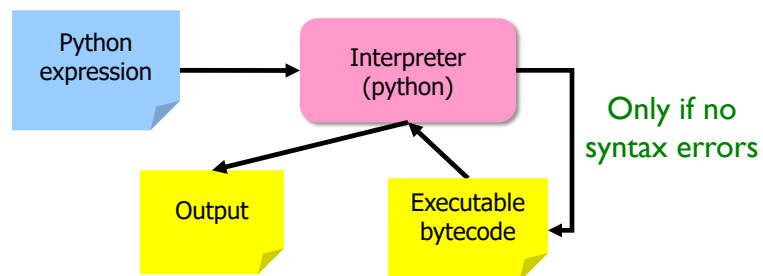 Python
expression
Interpreter
(python)
Only if no
syntax errors
Output
Executable
bytecode